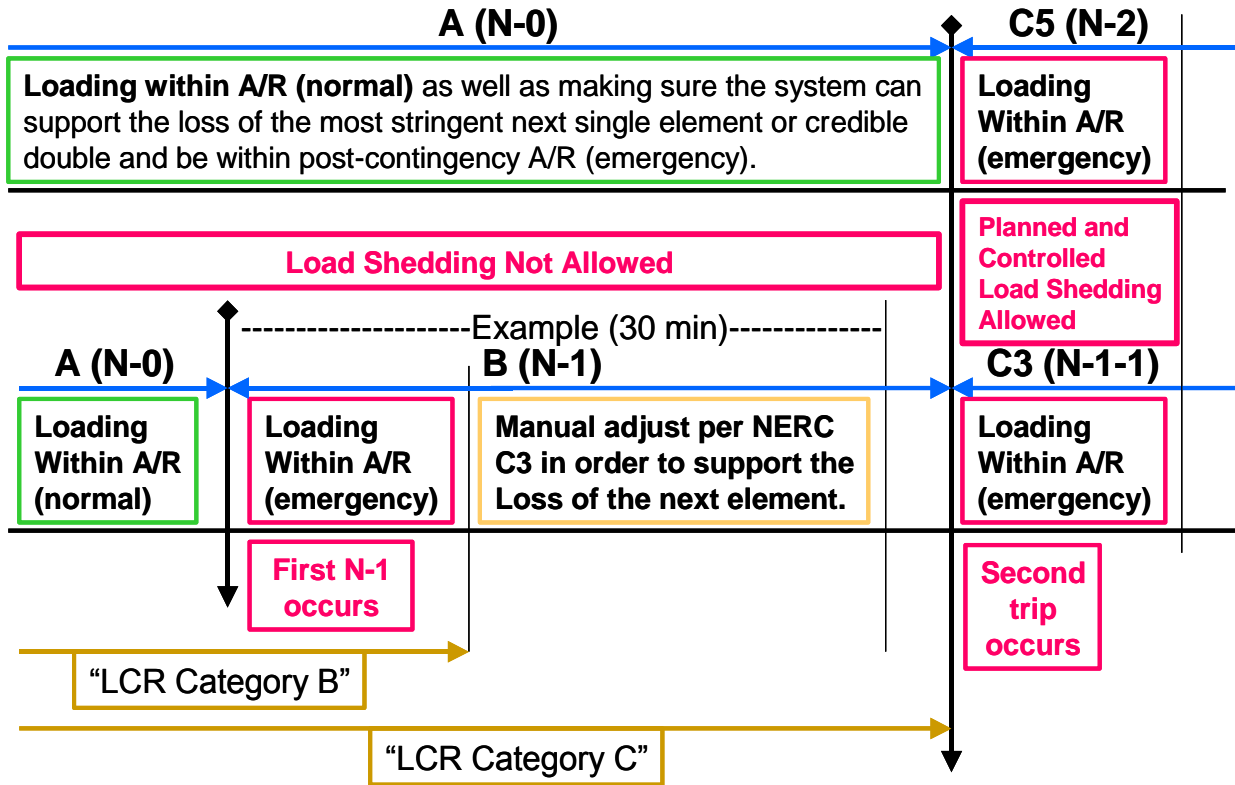 A (N-0)
C5 (N-2)
Loading within A/R (normal) as well as making sure the system can
support the loss of the most stringent next single element or credible
double and be within post-contingency A/R (emergency).
Loading
Within A/R
(emergency)
Load Shedding Not Allowed
Planned and
Controlled
Load Shedding
Allowed
Example (30 min)
A (N-0)
B (N-1)
C3 (N-1-1)
Loading
Within A/R
(normal)
Loading
Within A/R
(emergency)
Manual adjust per NERC
C3 in order to support the
Loss of the next element.
Loading
Within A/R
(emergency)
First N-1
occurs
Second
trip
occurs
“LCR Category B”
“LCR Category C”